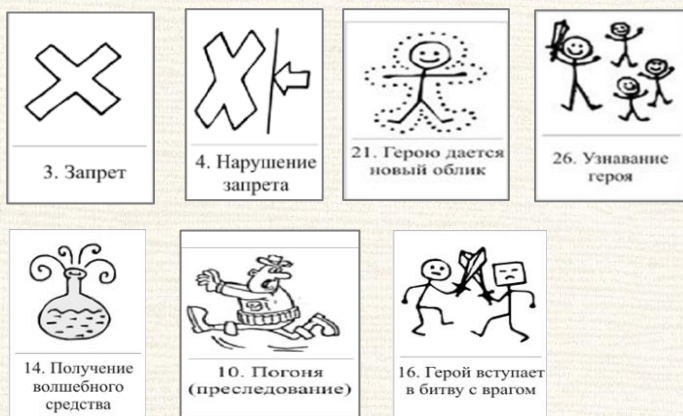 3. Запрет
4. Нарушение
запрета
21. Герою дается
новый облик
26. Узнавание
героя
14. Получение
волшебного
средства
10. Погоня
(преследование)
16. Герой вступает
в битву с врагом